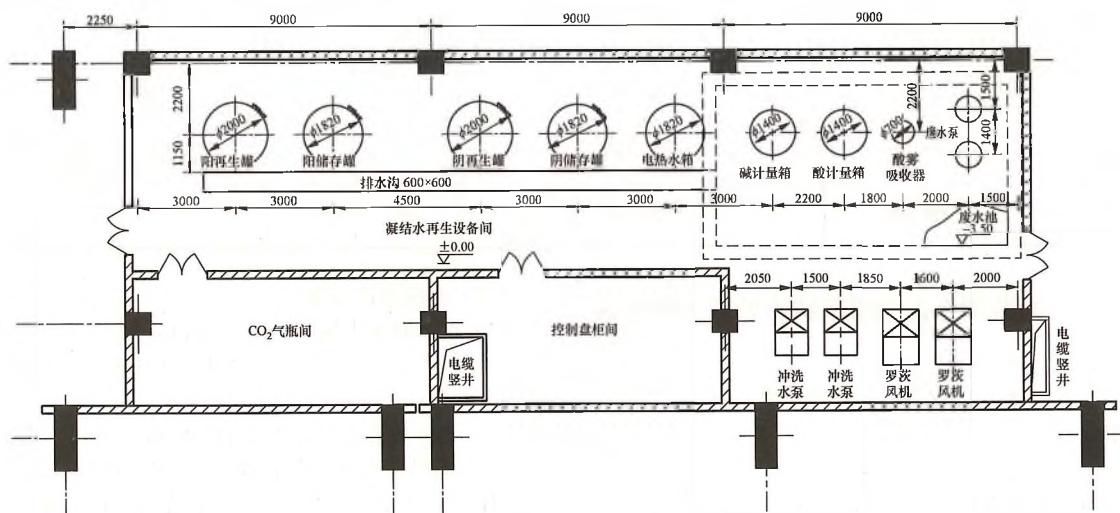 2250
9000
9000
9000
2200
1150
φ2000
阳再生罐
φ1820
阳储存罐
φ2000
阴再生罐
φ1820
阴储存罐
φ1820
电热水箱
φ1400
碱计量箱
φ1400
酸计量箱
φ700
酸雾
吸收器
2200
1500
1400
废水泵
排水沟 600×600
3000
3000
4500
3000
3000
3000
2200
1800
2000
1500
凝结水再生设备间
±0.00
废水池
−3.50
2050
1500
1850
1600
2000
CO₂气瓶间
电缆
竖井
控制盘柜间
冲洗
水泵
冲洗
水泵
罗茨
风机
罗茨
风机
电
缆
竖
井